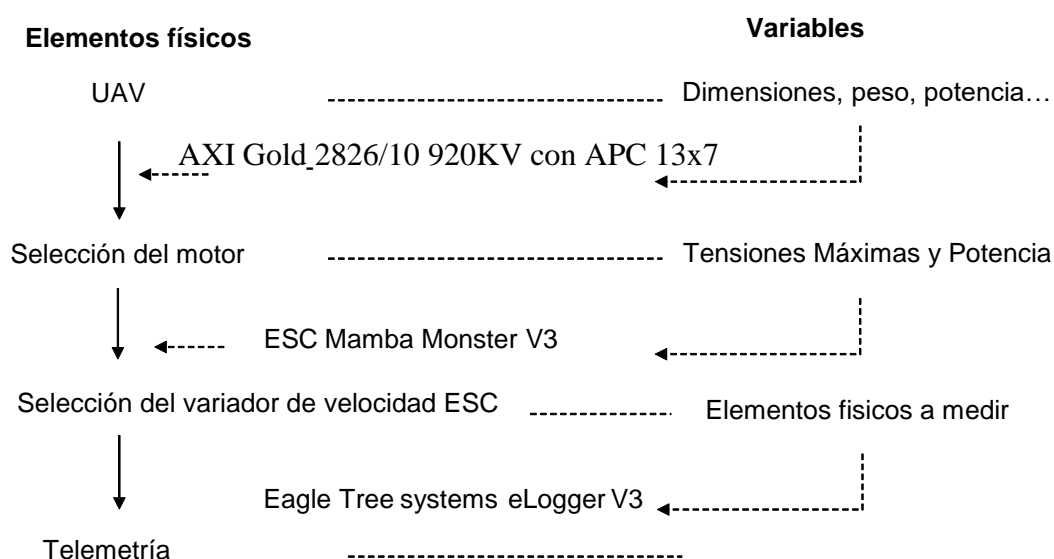 Elementos físicos
Variables
UAV
Dimensiones, peso, potencia…
AXI Gold 2826/10 920KV con APC 13x7
Selección del motor
Tensiones Máximas y Potencia
ESC Mamba Monster V3
Selección del variador de velocidad ESC
Elementos fisicos a medir
Eagle Tree systems eLogger V3
Telemetría